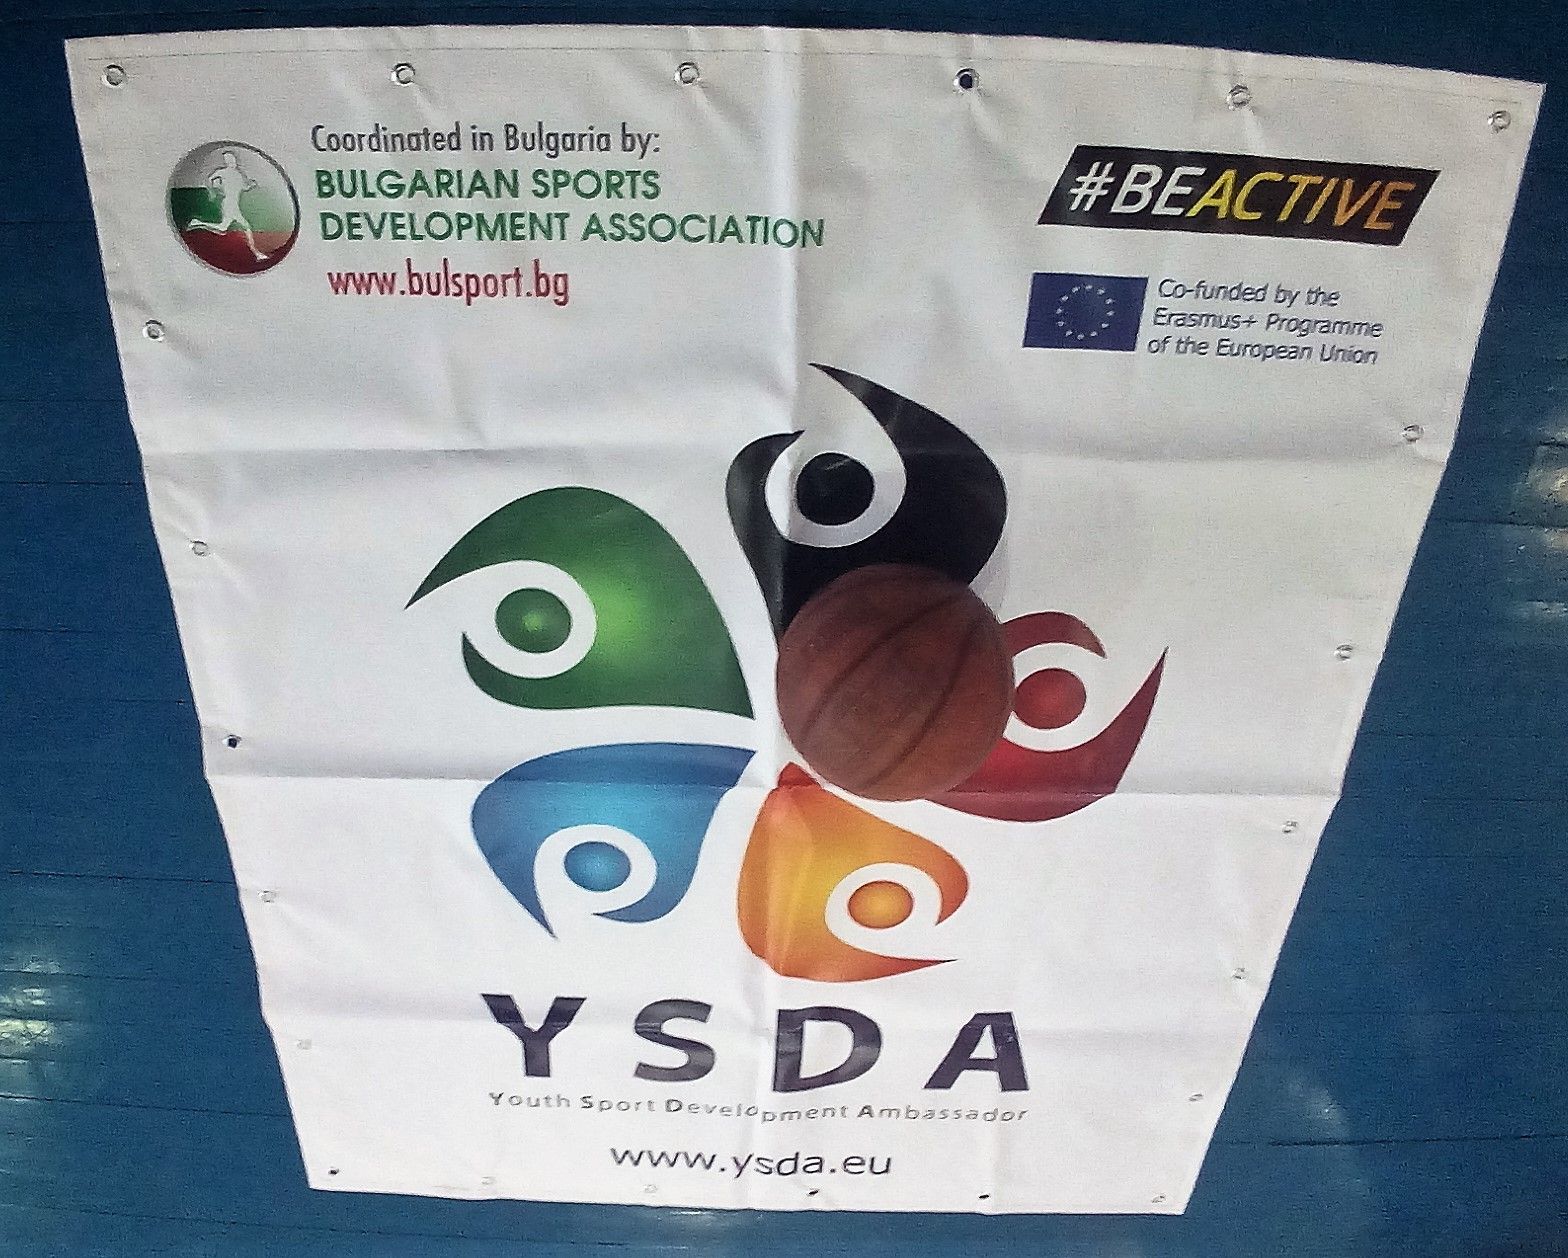 Coordinated in Bulgaria by:
BULGARIAN SPORTS
DEVELOPMENT ASSOCIATION
www.bulsport.bg
#BEACTIVE
Co-funded by the
Erasmus+ Programme
of the European Union
YSDA
Youth Sport Development Ambassador
www.ysda.eu